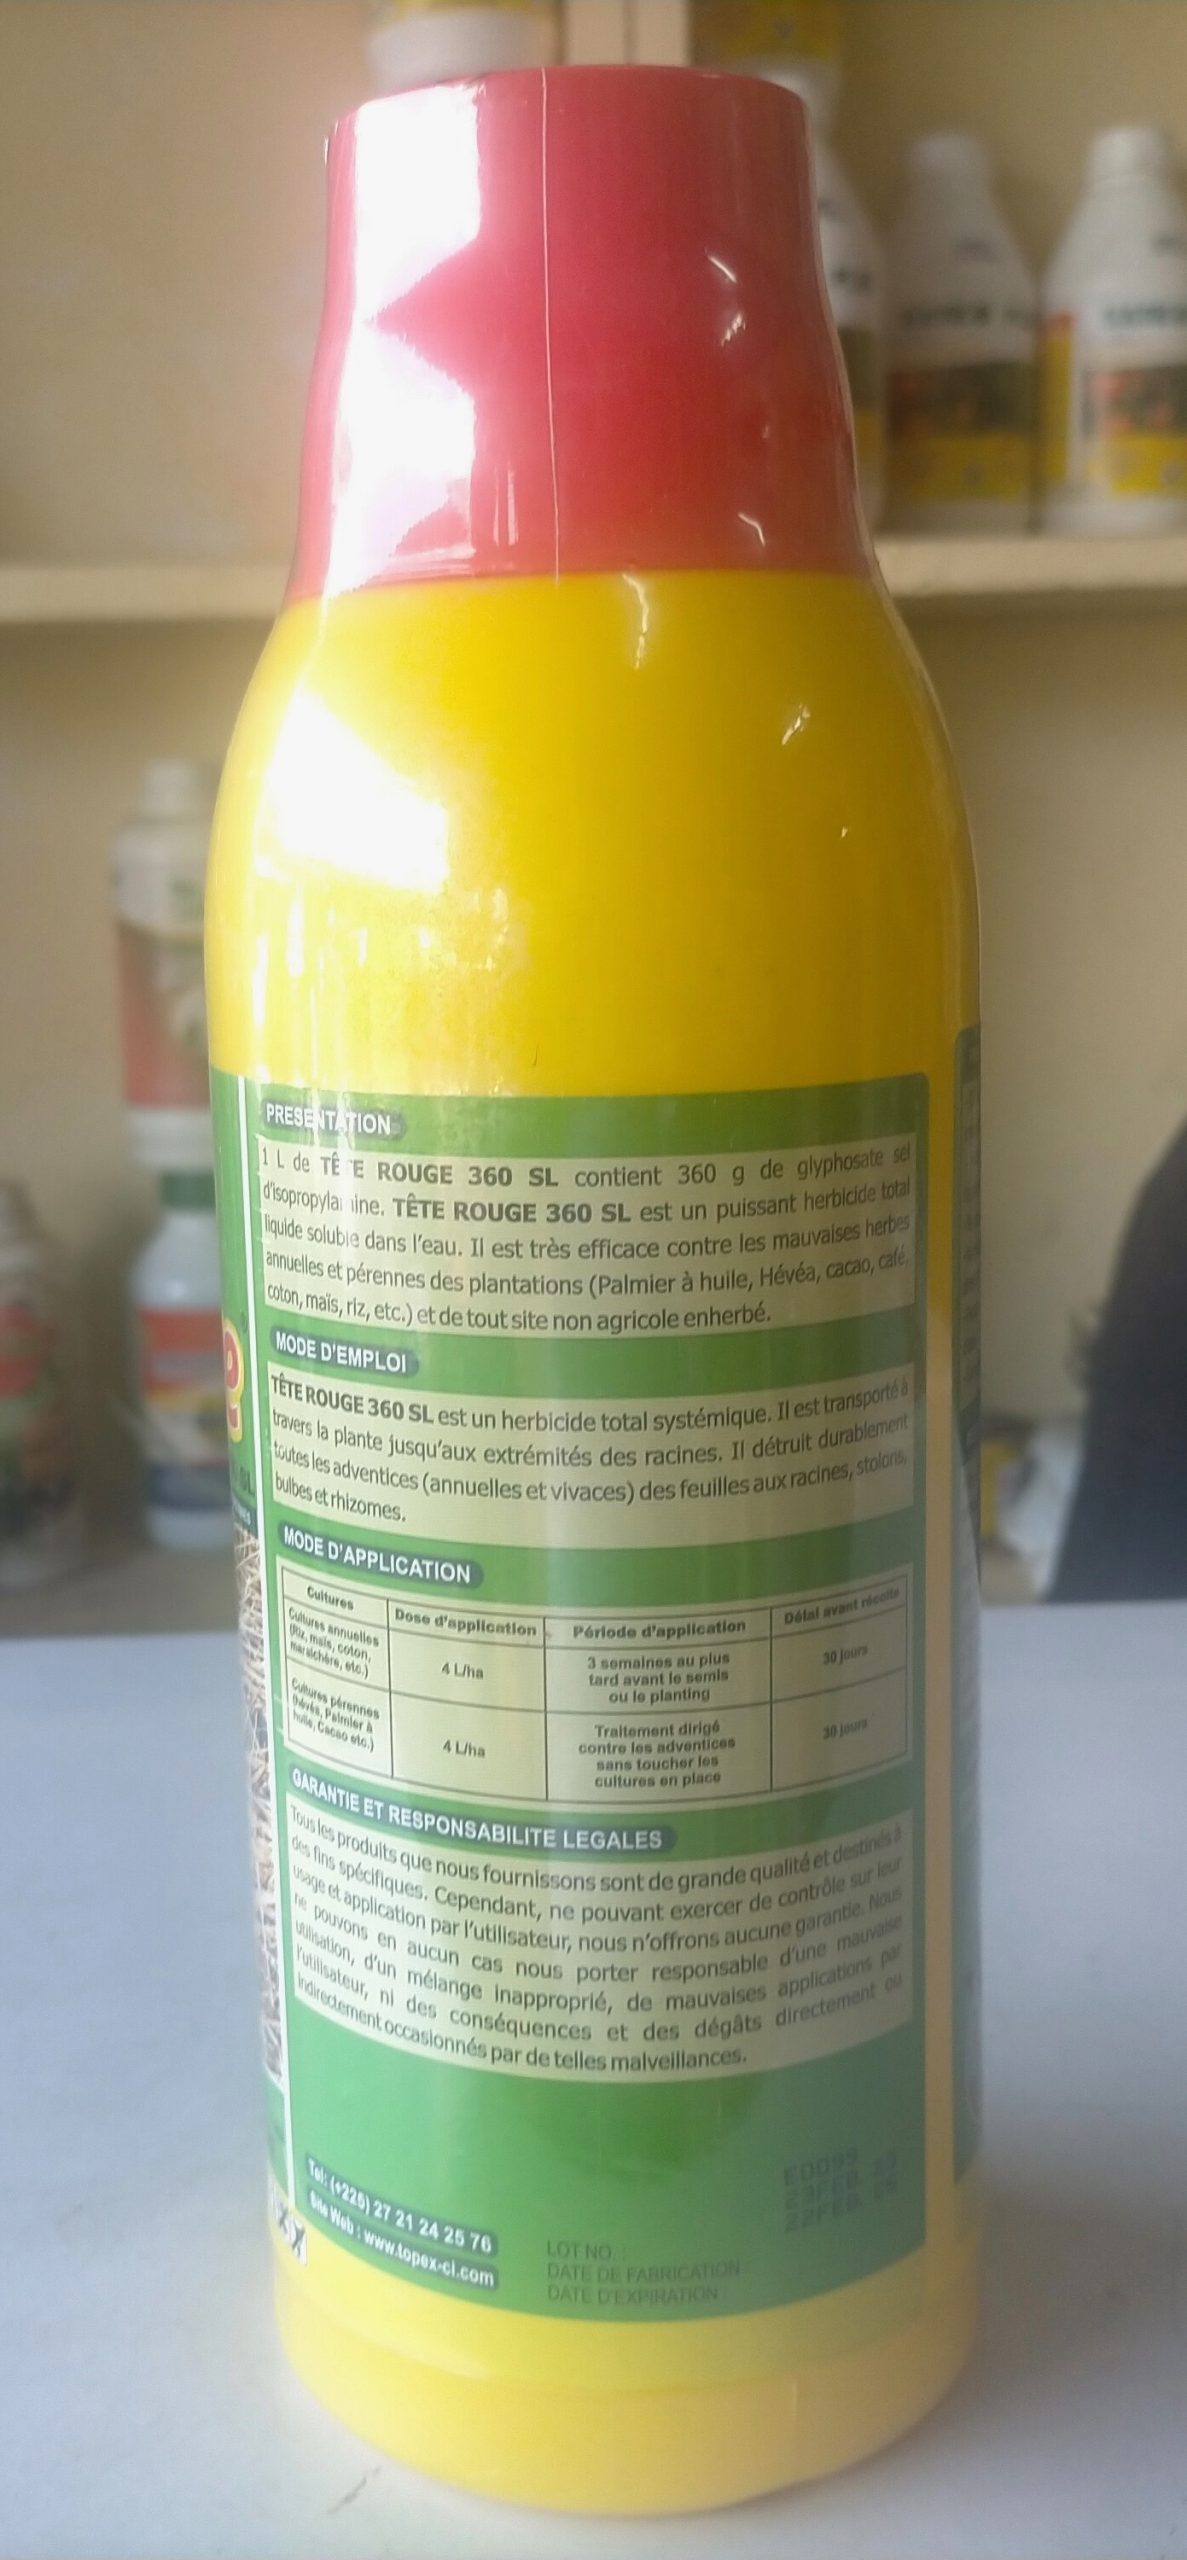 PRESENTATION
1 L de TÊTE ROUGE 360 SL contient 360 g de glyphosate sel
d'isopropylamine. TÊTE ROUGE 360 SL est un puissant herbicide total
liquide soluble dans l'eau. Il est très efficace contre les mauvaises herbes
annuelles et pérennes des plantations (Palmier à huile, Hévéa, cacao, café,
coton, maïs, riz, etc.) et de tout site non agricole enherbé.
MODE D'EMPLOI
TÊTE ROUGE 360 SL est un herbicide total systémique. Il est transporté à
travers la plante jusqu'aux extrémités des racines. Il détruit durablement
toutes les adventices (annuelles et vivaces) des feuilles aux racines, stolons,
bulbes et rhizomes.
MODE D'APPLICATION
Cultures
Dose d'application
Période d'application
Délai avant récolte
Cultures annuelles
(Riz, maïs, coton,
maraîchère, etc.)
4 L/ha
3 semaines au plus
tard avant le semis
ou le planting
30 jours
Cultures pérennes
(hévéa, Palmier à
huile, Cacao etc.)
4 L/ha
Traitement dirigé
contre les adventices
sans toucher les
cultures en place
30 jours
GARANTIE ET RESPONSABILITE LEGALES
Tous les produits que nous fournissons sont de grande qualité et destinés à
des fins spécifiques. Cependant, ne pouvant exercer de contrôle sur leur
usage et application par l'utilisateur, nous n'offrons aucune garantie. Nous
ne pouvons en aucun cas nous porter responsable d'une mauvaise
utilisation, d'un mélange inapproprié, de mauvaises applications par
l'utilisateur, ni des conséquences et des dégâts directement ou
indirectement occasionnés par de telles malveillances.
Tel: (+225) 27 21 24 25 76
Site Web : www.topex-ci.com
LOT NO. :
DATE DE FABRICATION :
DATE D'EXPIRATION :
E0099
23FEB
22FEB